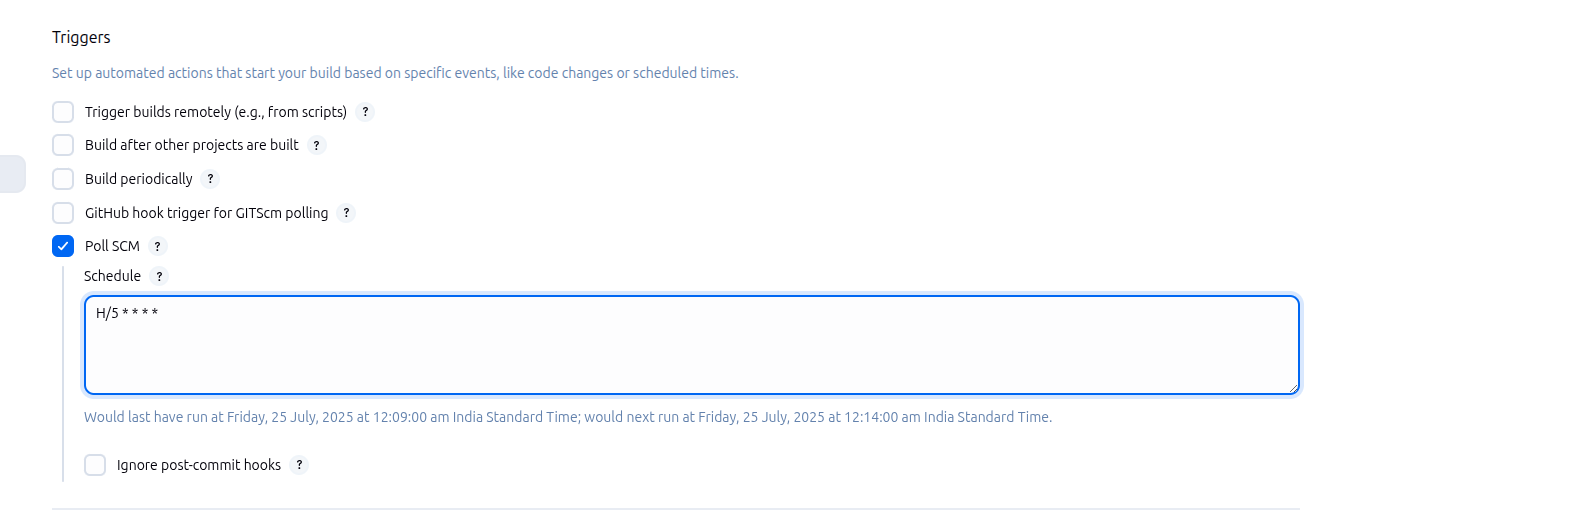 Triggers
Set up automated actions that start your build based on specific events, like code changes or scheduled times.
Trigger builds remotely (e.g., from scripts) ?
Build after other projects are built ?
Build periodically ?
GitHub hook trigger for GITScm polling ?
Poll SCM ?
Schedule ?
H/5 * * * *
Would last have run at Friday, 25 July, 2025 at 12:09:00 am India Standard Time; would next run at Friday, 25 July, 2025 at 12:14:00 am India Standard Time.
Ignore post-commit hooks ?